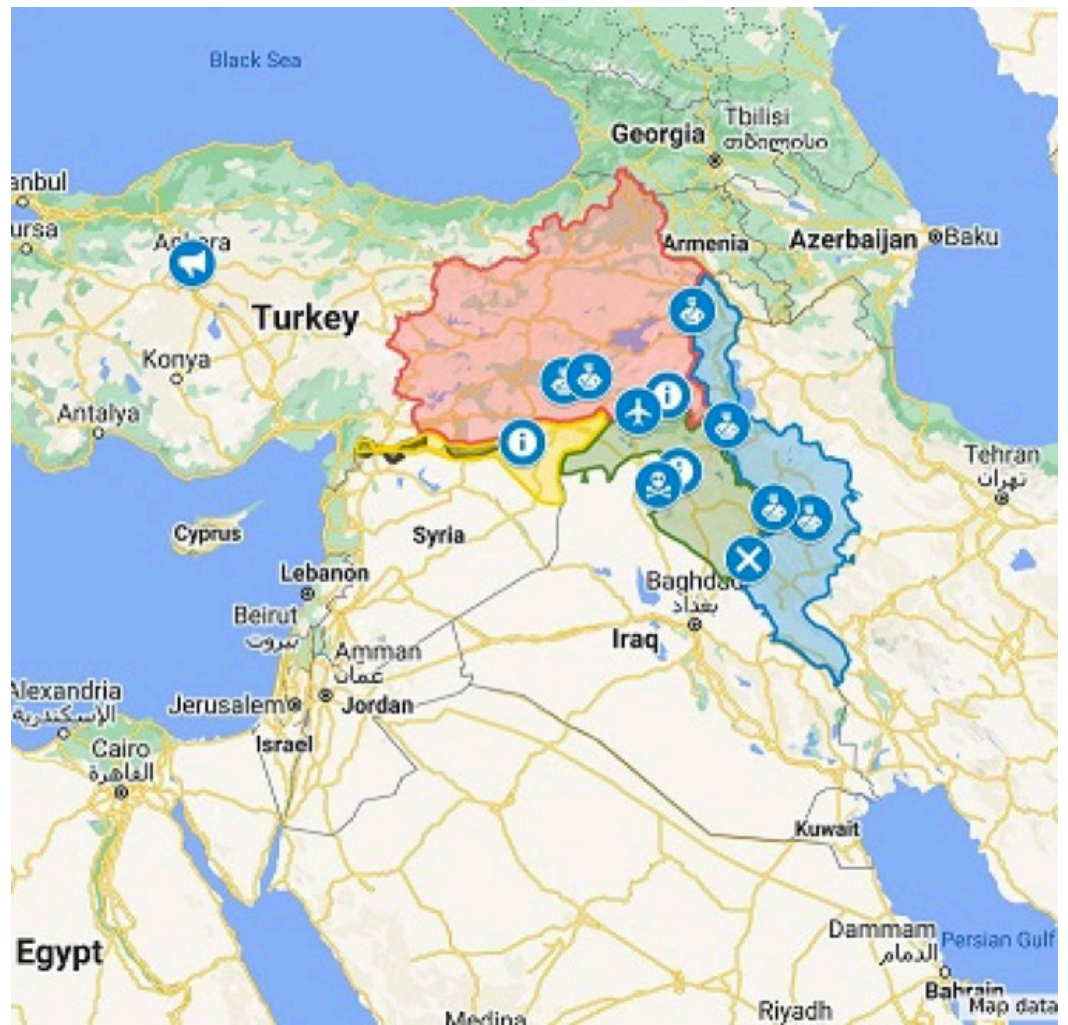 Black Sea
Tbilisi
თბილისი
Georgia
anbul
ursa
Ankara
Armenia
Azerbaijan
Baku
Turkey
Konya
Antalya
Tehran
تهران
Cyprus
Syria
Lebanon
Beirut
بيروت
Baghdad
بغداد
Iraq
Amman
عمان
Alexandria
الإسكندرية
Jerusalem
Jordan
Israel
Cairo
القاهرة
Kuwait
Egypt
Dammam
الدمام
Persian Gulf
Bahrain
Map data
Riyadh
Medina